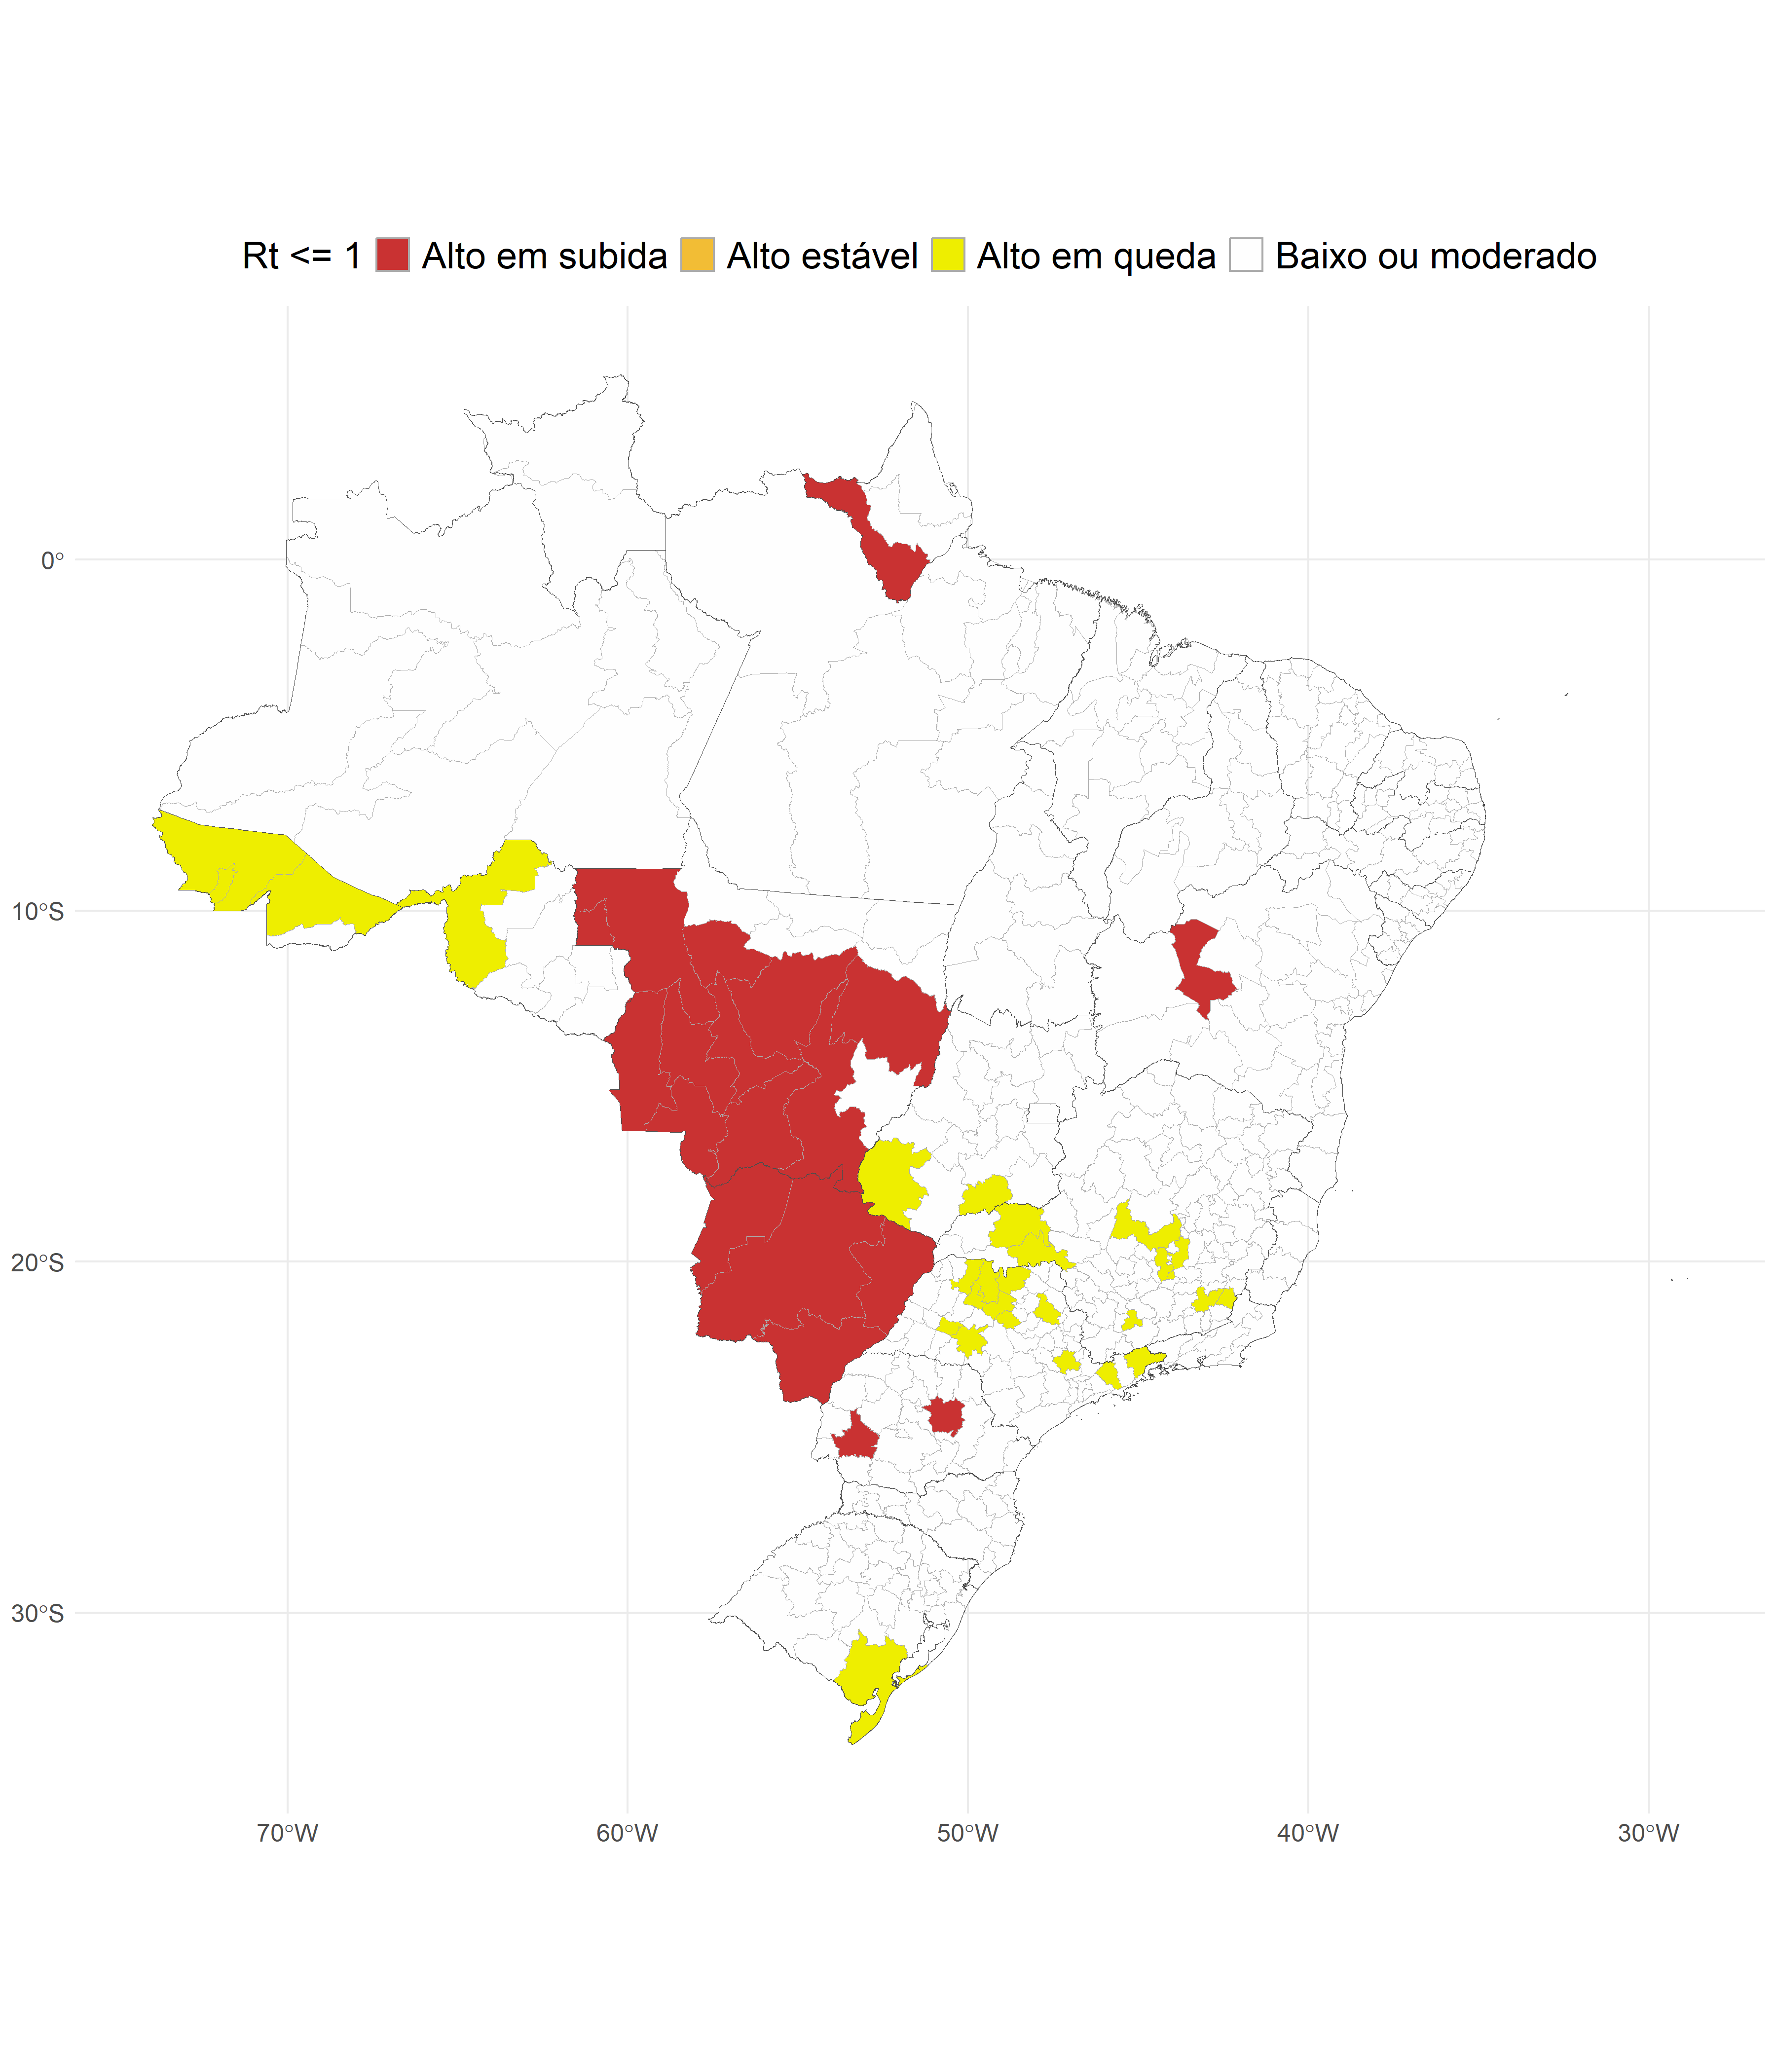 Rt <= 1 Alto em subida Alto estável Alto em queda Baixo ou moderado
0°
10°S
20°S
30°S
70°W 60°W 50°W 40°W 30°W